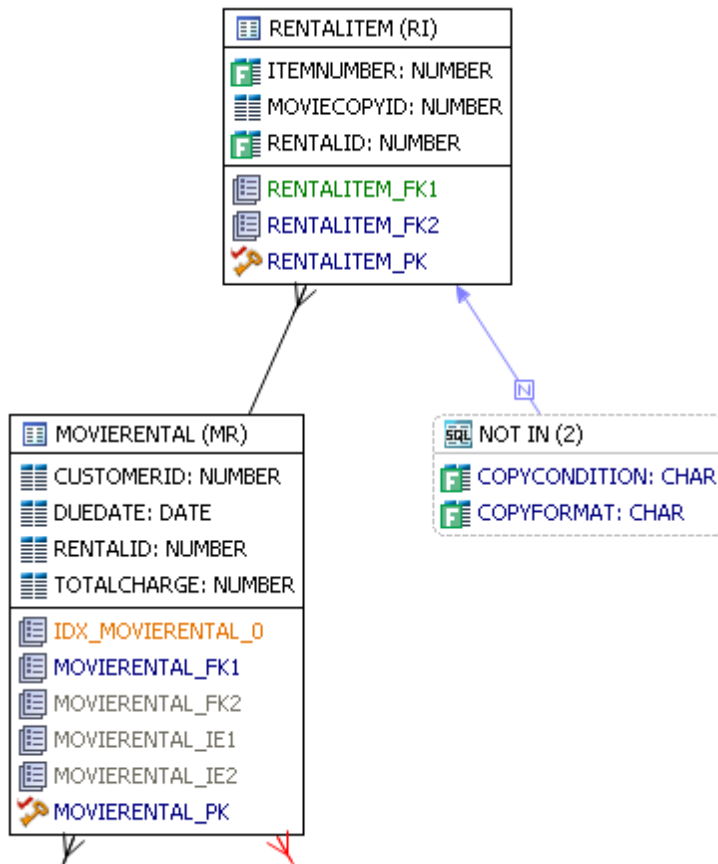 RENTALITEM (RI)
ITEMNUMBER: NUMBER
MOVIECOPYID: NUMBER
RENTALID: NUMBER
RENTALITEM_FK1
RENTALITEM_FK2
RENTALITEM_PK
N
MOVIERENTAL (MR)
CUSTOMERID: NUMBER
DUEDATE: DATE
RENTALID: NUMBER
TOTALCHARGE: NUMBER
IDX_MOVIERENTAL_0
MOVIERENTAL_FK1
MOVIERENTAL_FK2
MOVIERENTAL_IE1
MOVIERENTAL_IE2
MOVIERENTAL_PK
SQL NOT IN (2)
F COPYCONDITION: CHAR
F COPYFORMAT: CHAR